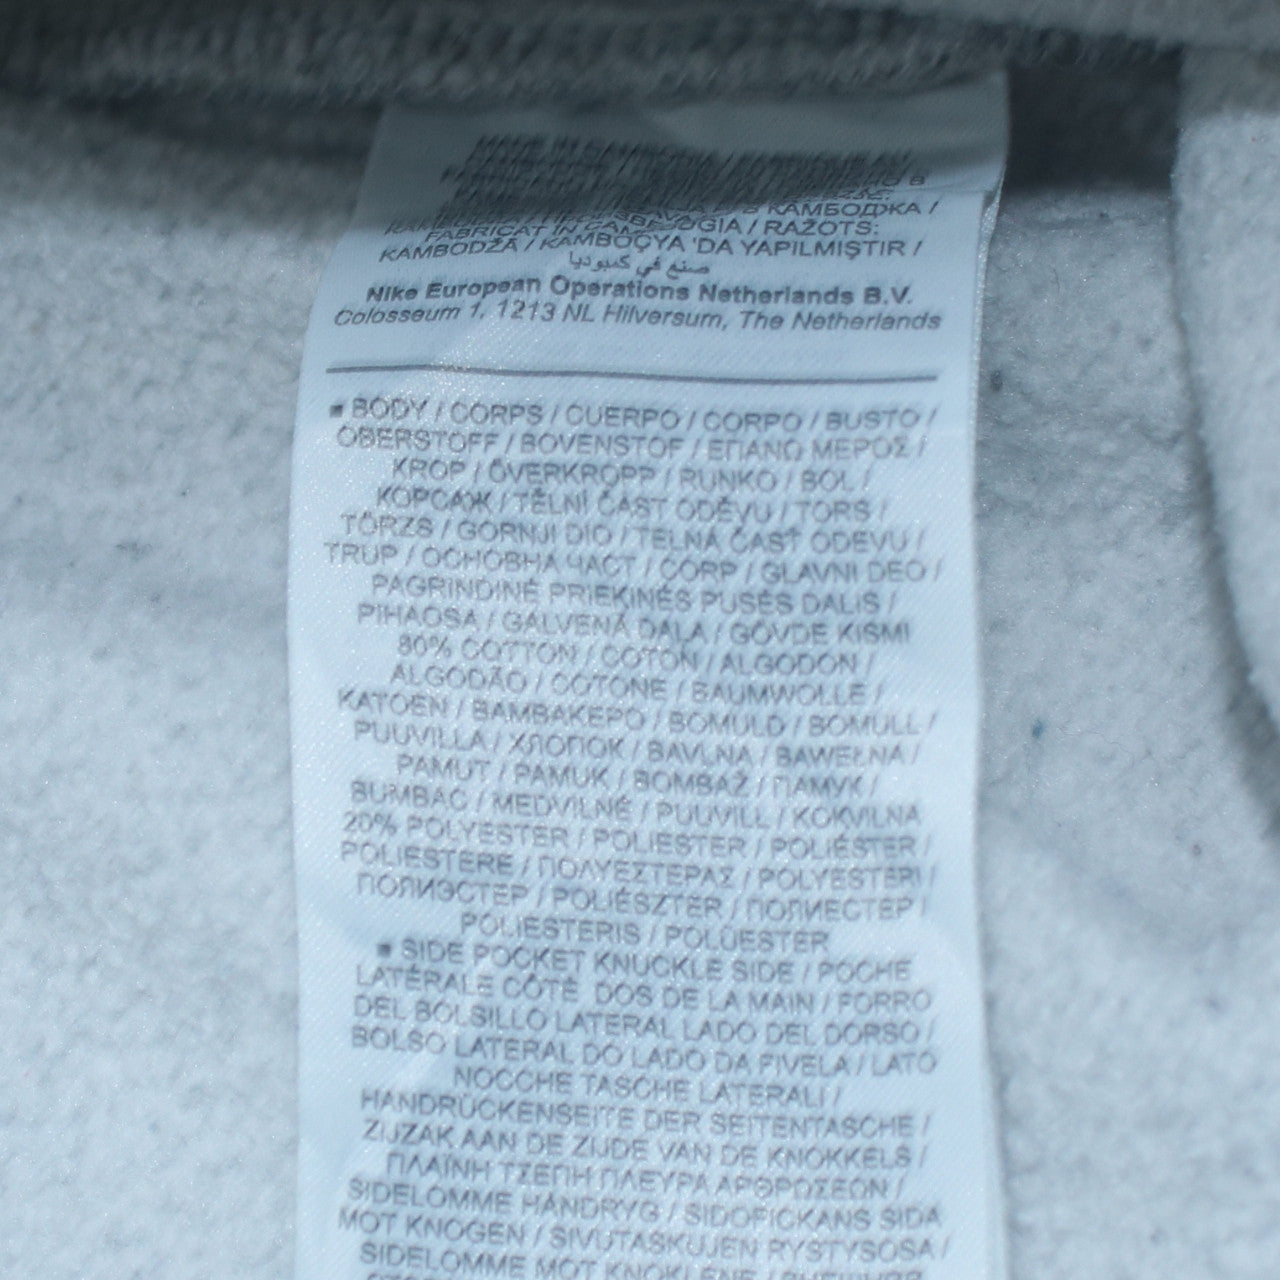 KAMBODŽA / FABRICAT ÎN CAMBODGIA / RAŽOTS:
KAMBODŽĀ / KAMBOÇYA 'DA YAPILMIŞTIR /
صنع في كمبوديا
Nike European Operations Netherlands B.V.
Colosseum 1, 1213 NL Hilversum, The Netherlands
■ BODY / CORPS / CUERPO / CORPO / BUSTO /
OBERSTOFF / BOVENSTOF / ΕΠΑΝΩ ΜΕΡΟΣ /
KROP / ÖVERKROPP / RUNKO / BOL /
КОРСАЖ / TĚLNÍ ČÁST ODĚVU / TORS /
TÖRZS / GORNJI DIO / TELNÁ ČASŤ ODEVU /
TRUP / ОСНОВНА ЧАСТ / CORP / GLAVNI DEO /
PAGRINDINĖ PRIEKINĖS PUSĖS DALIS /
PIHAOSA / GALVENĀ DAĻA / GÖVDE KISMI
80% COTTON / COTON / ALGODON /
ALGODÃO / COTONE / BAUMWOLLE /
KATOEN / ΒΑΜΒΑΚΕΡΟ / BOMULD / BOMULL /
PUUVILLA / ХЛОПОК / BAVLNA / BAWEŁNA /
PAMUT / PAMUK / BOMBAŽ / ПАМУК /
BUMBAC / MEDVILNĖ / PUUVILL / KOKVILNA
20% POLYESTER / POLIESTER / POLIÉSTER /
POLIESTERE / ΠΟΛΥΕΣΤΕΡΑΣ / POLYESTERI /
ПОЛИЭСТЕР / POLIÉSZTER / ПОЛИЕСТЕР /
POLIESTERIS / POLÜESTER
■ SIDE POCKET KNUCKLE SIDE / POCHE
LATÉRALE CÔTÉ DOS DE LA MAIN / FORRO
DEL BOLSILLO LATERAL LADO DEL DORSO /
BOLSO LATERAL DO LADO DA FIVELA / LATO
NOCCHE TASCHE LATERALI /
HANDRÜCKENSEITE DER SEITENTASCHE /
ZIJZAK AAN DE ZIJDE VAN DE KNOKKELS /
ΠΛΑΪΝΗ ΤΣΕΠΗ ΠΛΕΥΡΑ ΑΡΘΡΩΣΕΩΝ /
SIDELOMME HÅNDRYG / SIDOFICKANS SIDA
MOT KNOGEN / SIVUTASKUJEN RYSTYSOSA /
SIDELOMME MOT KNOKLENE /